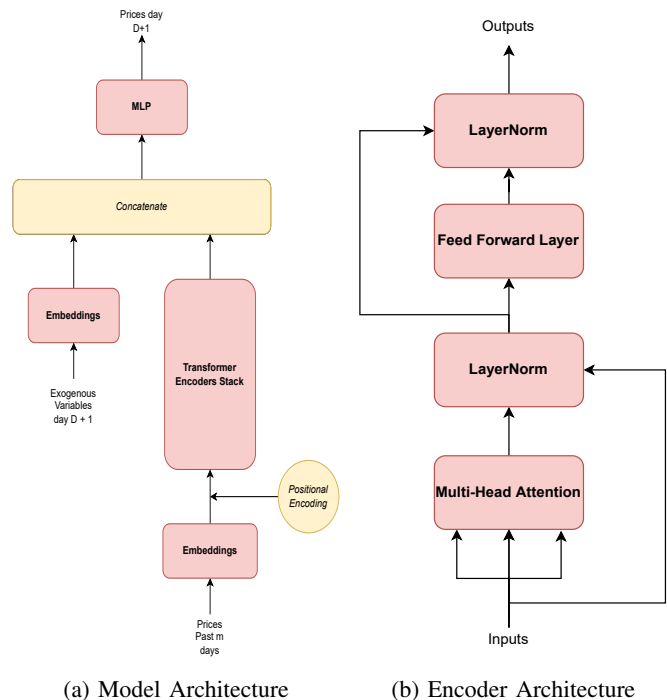 Prices day
D+1
MLP
Concatenate
Embeddings
Exogenous
Variables
day D + 1
Transformer
Encoders Stack
Positional
Encoding
Embeddings
Prices
Past m
days
(a) Model Architecture
Outputs
LayerNorm
Feed Forward Layer
LayerNorm
Multi-Head Attention
Inputs
(b) Encoder Architecture